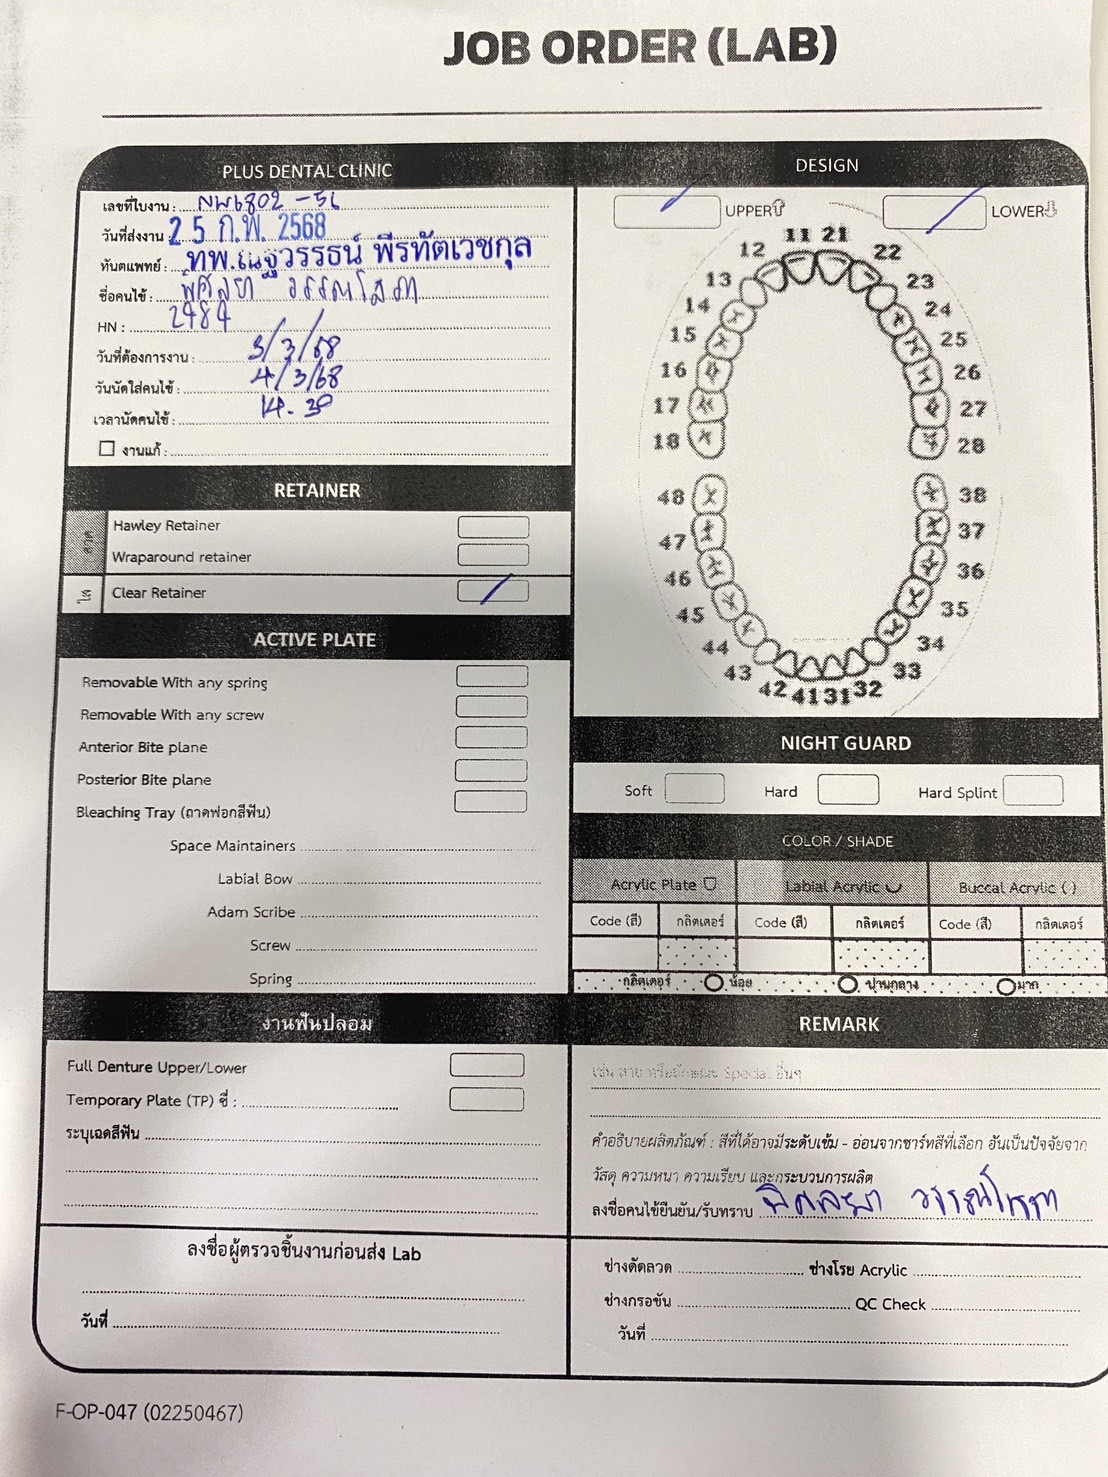 JOB ORDER (LAB)
PLUS DENTAL CLINIC
เลขที่ใบงาน : NW6802-56
วันที่ส่งงาน : 25 ก.พ. 2568
ทันตแพทย์ : ทพ.ณัฐวรรธน์ พีรทัตเวชกุล
ชื่อคนไข้ :
HN : 2484
วันที่ต้องการงาน : 3/3/68
วันนัดใส่คนไข้ : 4/3/68
เวลานัดคนไข้ : 14.30
งานแก้ :
DESIGN
UPPER
LOWER
11 21
12 22
13 23
14 24
15 25
16 26
17 27
18 28
48 38
47 37
46 36
45 35
44 34
43 33
42 41 31 32
RETAINER
ลวด
Hawley Retainer
Wraparound retainer
ใส
Clear Retainer
ACTIVE PLATE
Removable With any spring
Removable With any screw
Anterior Bite plane
Posterior Bite plane
Bleaching Tray (ถาดฟอกสีฟัน)
Space Maintainers
Labial Bow
Adam Scribe
Screw
Spring
NIGHT GUARD
Soft Hard Hard Splint
COLOR / SHADE
Acrylic Plate Labial Acrylic Buccal Acrylic ( )
Code (สี) กลิตเตอร์ Code (สี) กลิตเตอร์ Code (สี) กลิตเตอร์
กลิตเตอร์ น้อย ปานกลาง มาก
งานฟันปลอม
Full Denture Upper/Lower
Temporary Plate (TP) ซี่ :
ระบุเฉดสีฟัน
REMARK
เช่น ลาย หรือลักษณะ Special อื่นๆ
คำอธิบายผลิตภัณฑ์ : สีที่ได้อาจมีระดับเข้ม - อ่อนจากชาร์ทสีที่เลือก อันเป็นปัจจัยจาก
วัสดุ ความหนา ความเรียบ และกระบวนการผลิต
ลงชื่อคนไข้ยืนยัน/รับทราบ
ลงชื่อผู้ตรวจชิ้นงานก่อนส่ง Lab
วันที่
ช่างดัดลวด ช่างโรย Acrylic
ช่างกรอขัน QC Check
วันที่
F-OP-047 (02250467)